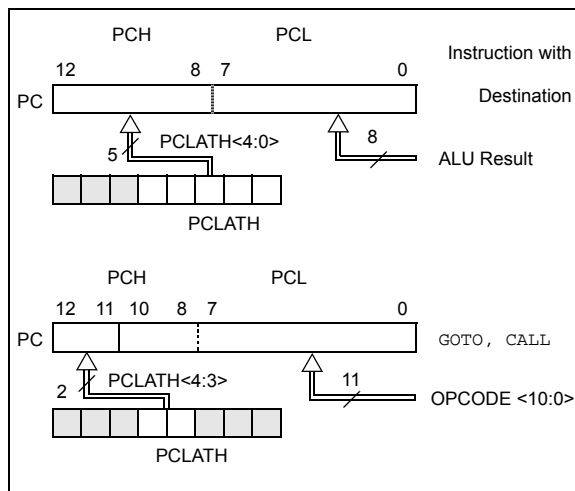 PCH PCL
12 8 7 0
Instruction with
PC
Destination
5 PCLATH<4:0> 8
ALU Result
PCLATH
PCH PCL
12 11 10 8 7 0
PC GOTO, CALL
2 PCLATH<4:3> 11
OPCODE <10:0>
PCLATH